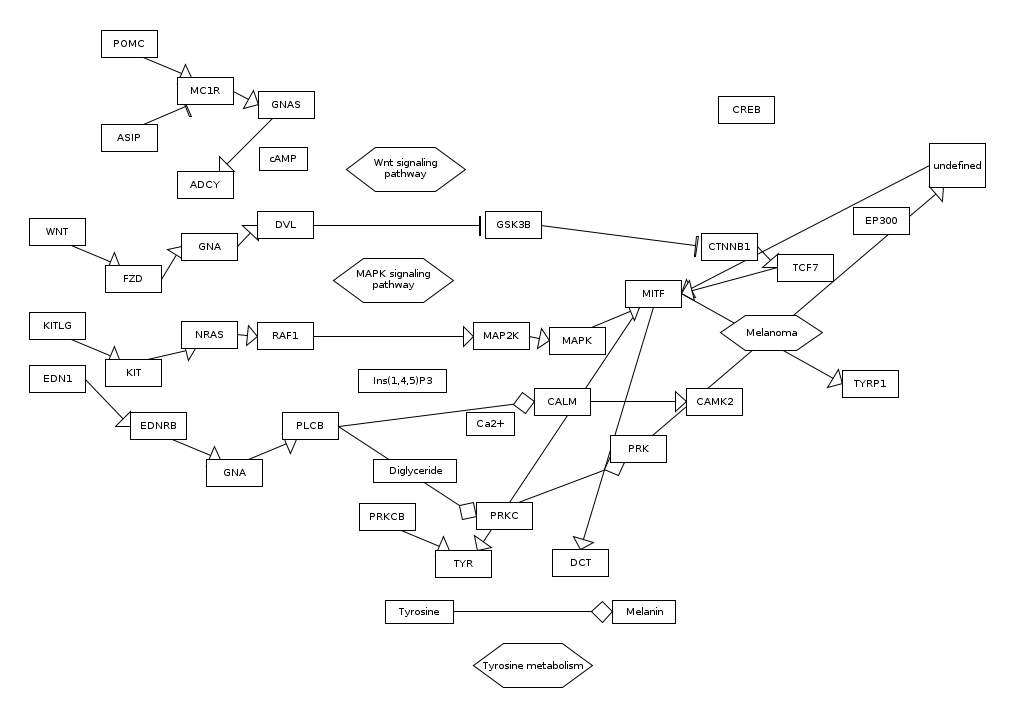 POMC
MC1R
GNAS
CREB
ASIP
cAMP
Wnt signaling
pathway
undefined
ADCY
EP300
WNT
DVL
GSK3B
GNA
CTNNB1
FZD
MAPK signaling
pathway
TCF7
MITF
KITLG
NRAS
RAF1
MAP2K
MAPK
Melanoma
KIT
EDN1
Ins(1,4,5)P3
TYRP1
CALM
CAMK2
EDNRB
PLCB
Ca2+
PRK
GNA
Diglyceride
PRKCB
PRKC
TYR
DCT
Tyrosine
Melanin
Tyrosine metabolism